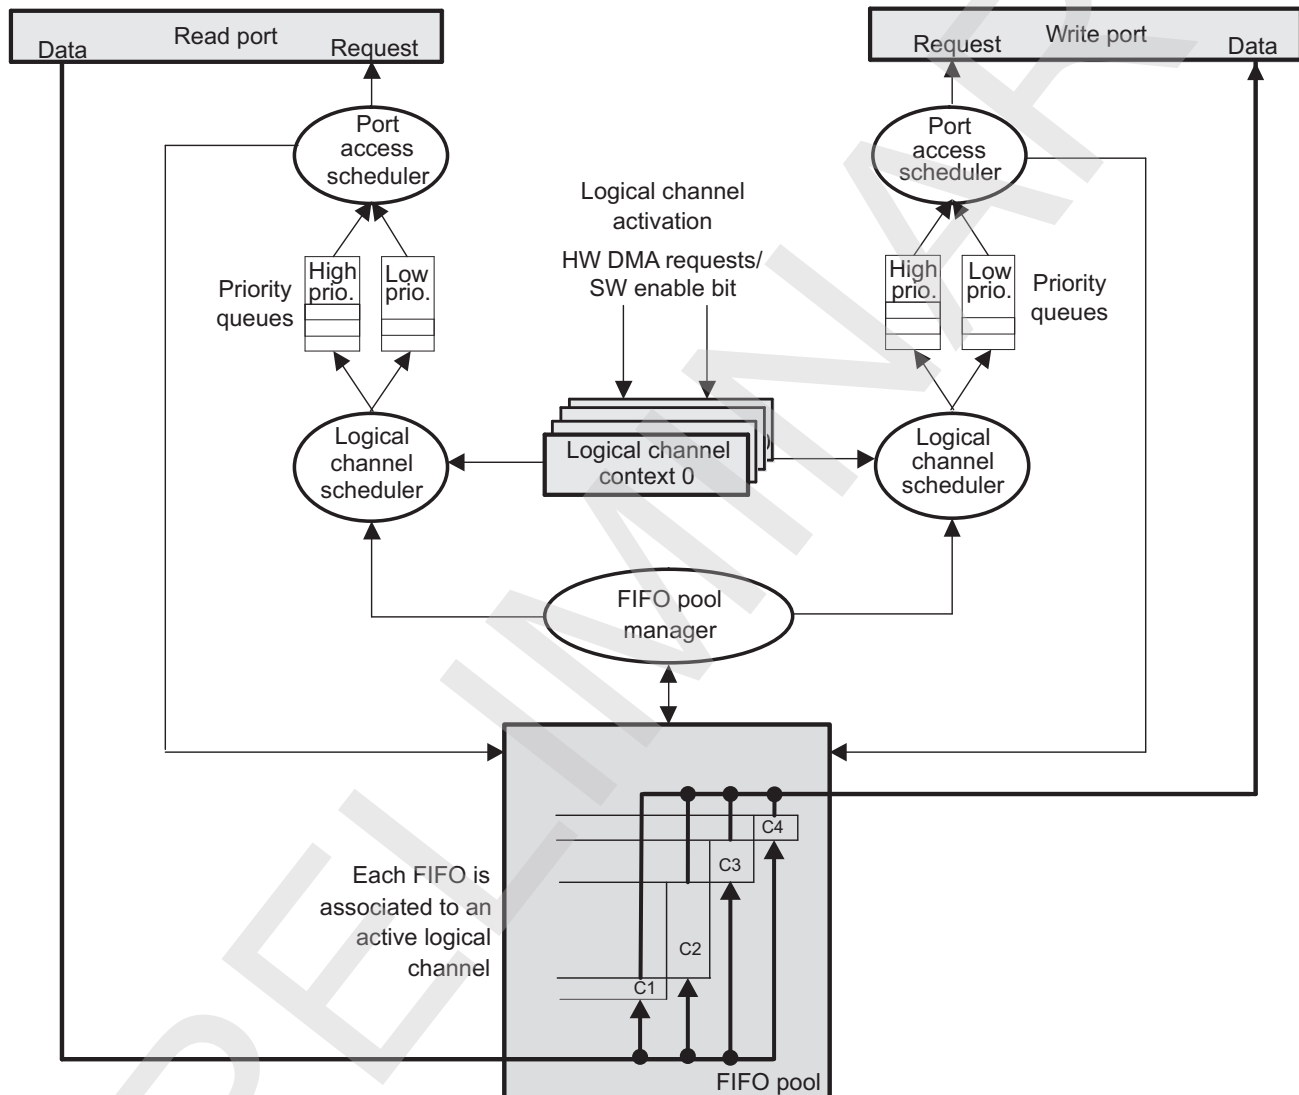 Read port
Data
Request
Write port
Request
Data
Port
access
scheduler
Port
access
scheduler
Logical channel
activation
HW DMA requests/
SW enable bit
Priority
queues
High
prio.
Low
prio.
High
prio.
Low
prio.
Priority
queues
Logical
channel
scheduler
Logical channel
context 0
Logical
channel
scheduler
FIFO pool
manager
Each FIFO is
associated to an
active logical
channel
C4
C3
C2
C1
FIFO pool
PRELIMINAR